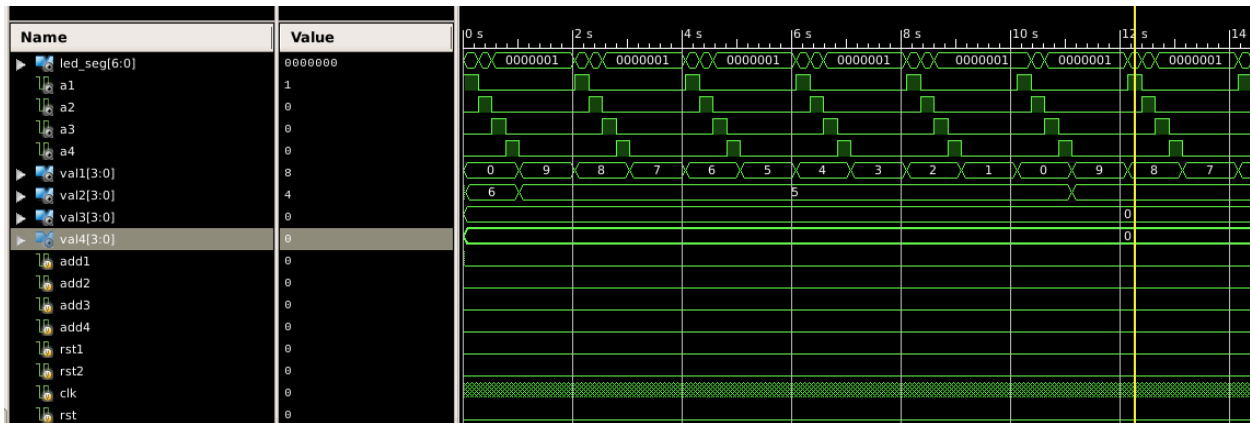 Name Value 0 s 2 s 4 s 6 s 8 s 10 s 12 s 14
led_seg[6:0] 0000000 0000001 0000001 0000001 0000001 0000001 0000001 0000001
a1 1
a2 0
a3 0
a4 0
val1[3:0] 8 0 9 8 7 6 5 4 3 2 1 0 9 8 7
val2[3:0] 4 6 5
val3[3:0] 0 0
val4[3:0] 0 0
add1 0
add2 0
add3 0
add4 0
rst1 0
rst2 0
clk 0
rst 0